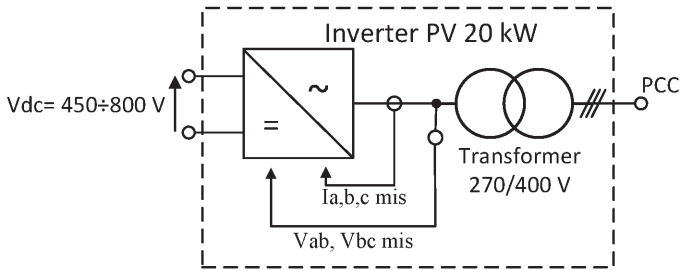 Inverter PV 20 kW
Vdc= 450÷800 V
~
=
PCC
Transformer
270/400 V
Ia,b,c mis
Vab, Vbc mis